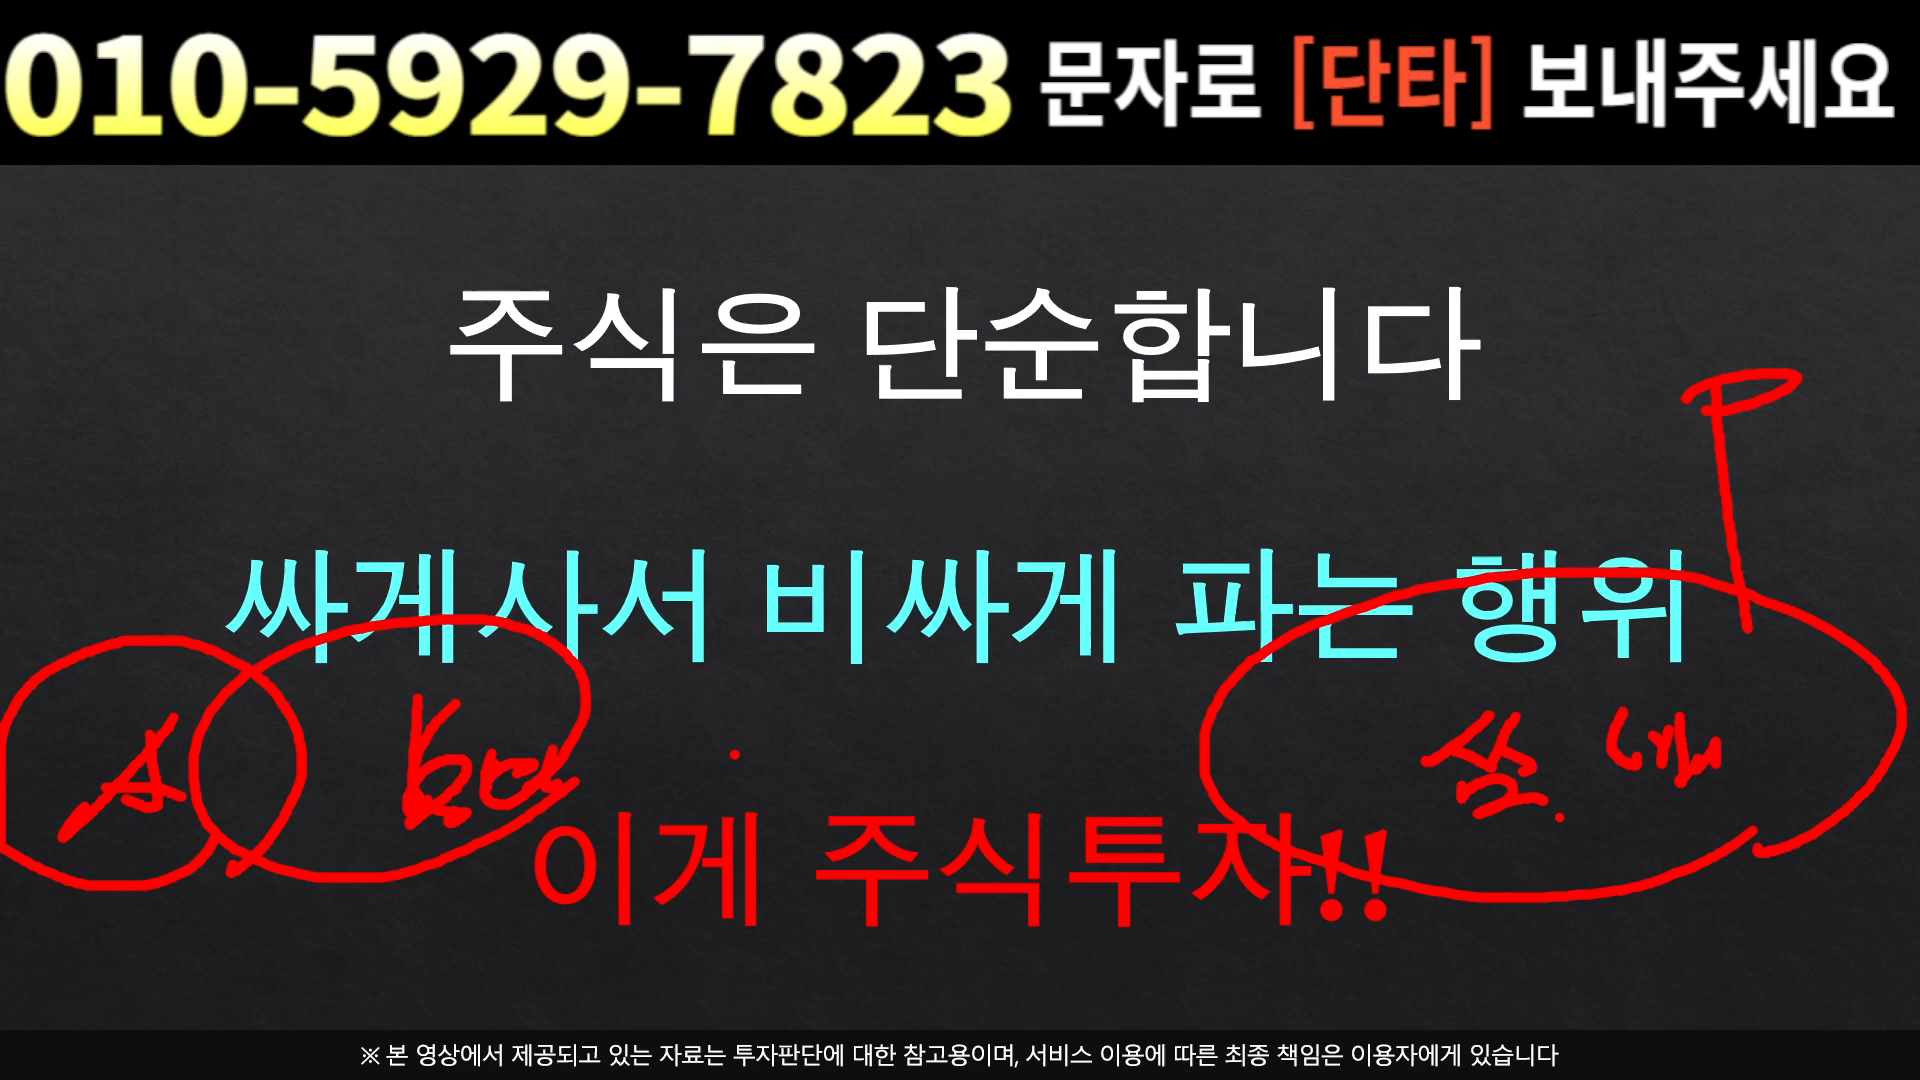 010-5929-7823 문자로 [단타] 보내주세요
주식은 단순합니다
싸게사서 비싸게 파는 행위
이게 주식투자!!
※ 본 영상에서 제공되고 있는 자료는 투자판단에 대한 참고용이며, 서비스 이용에 따른 최종 책임은 이용자에게 있습니다